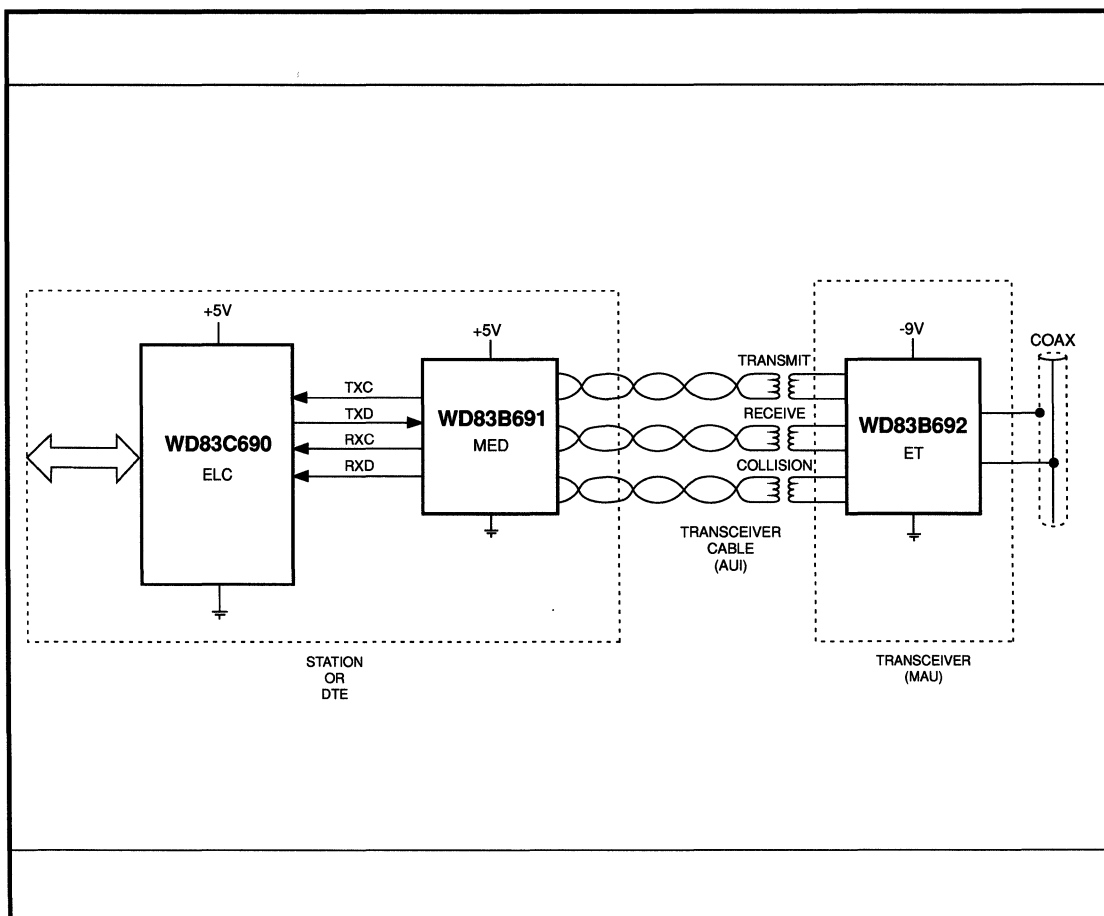 +5V
WD83C690
ELC
TXC
TXD
RXC
RXD
+5V
WD83B691
MED
TRANSMIT
RECEIVE
COLLISION
TRANSCEIVER
CABLE
(AUI)
-9V
WD83B692
ET
COAX
STATION
OR
DTE
TRANSCEIVER
(MAU)